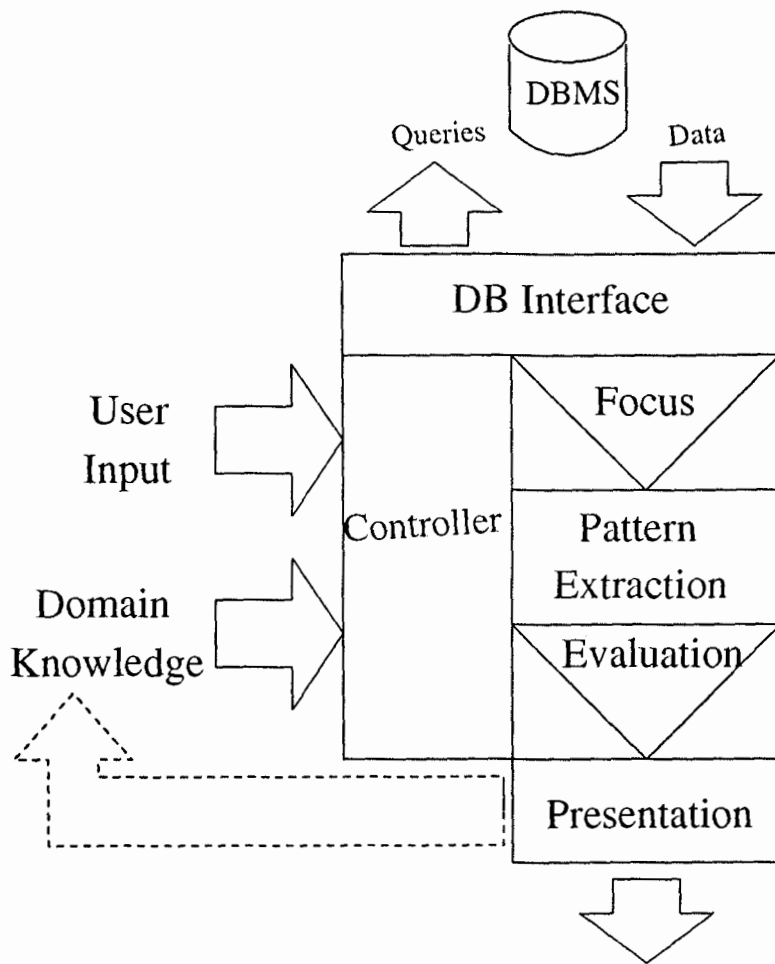 DBMS
Queries
Data
DB Interface
User
Input
Focus
Controller
Pattern
Extraction
Domain
Knowledge
Evaluation
Presentation